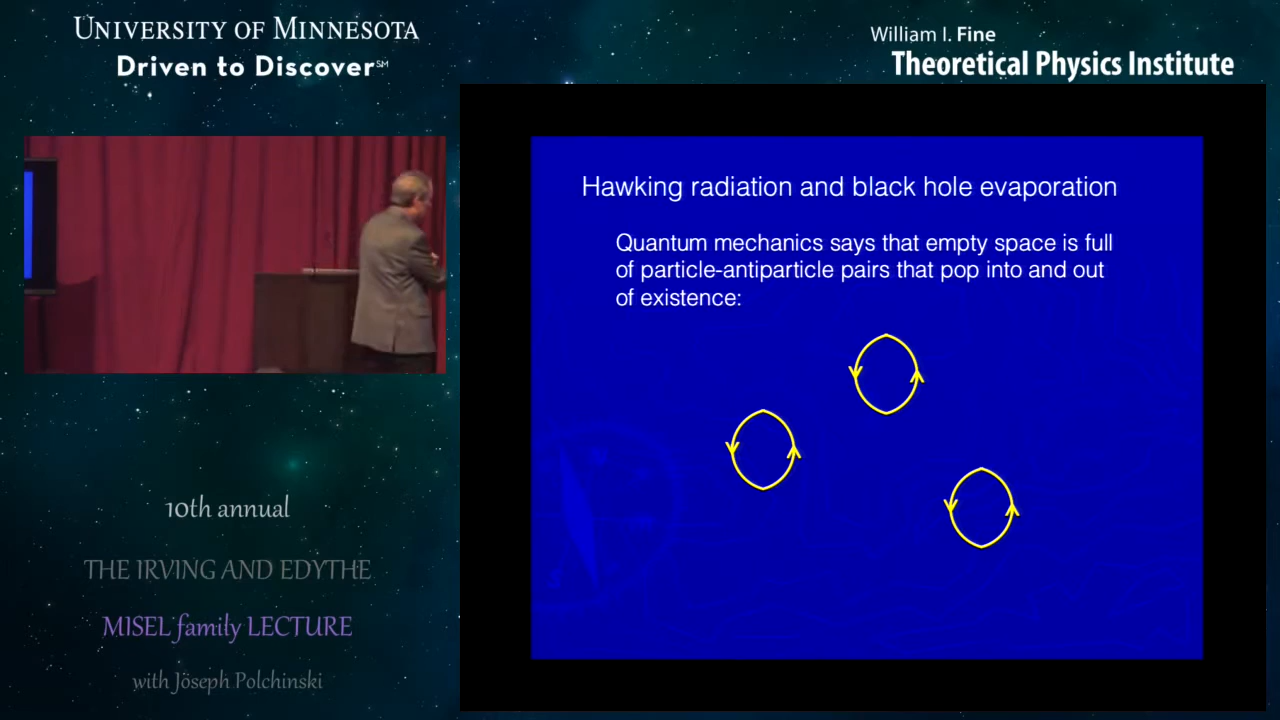 UNIVERSITY OF MINNESOTA
Driven to Discover℠
William I. Fine
Theoretical Physics Institute
Hawking radiation and black hole evaporation
Quantum mechanics says that empty space is full
of particle-antiparticle pairs that pop into and out
of existence:
10th annual
THE IRVING AND EDYTHE
MISEL family LECTURE
with Joseph Polchinski